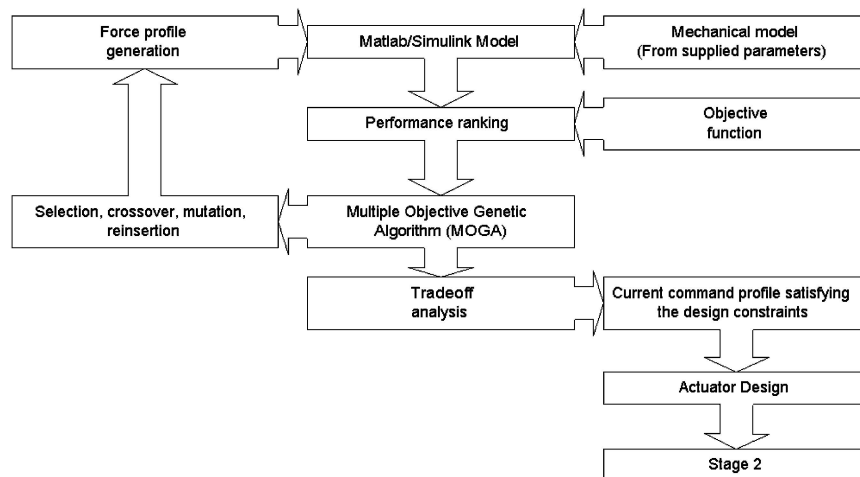 Force profile
generation
Matlab/Simulink Model
Mechanical model
(From supplied parameters)
Performance ranking
Objective
function
Selection, crossover, mutation,
reinsertion
Multiple Objective Genetic
Algorithm (MOGA)
Tradeoff
analysis
Current command profile satisfying
the design constraints
Actuator Design
Stage 2